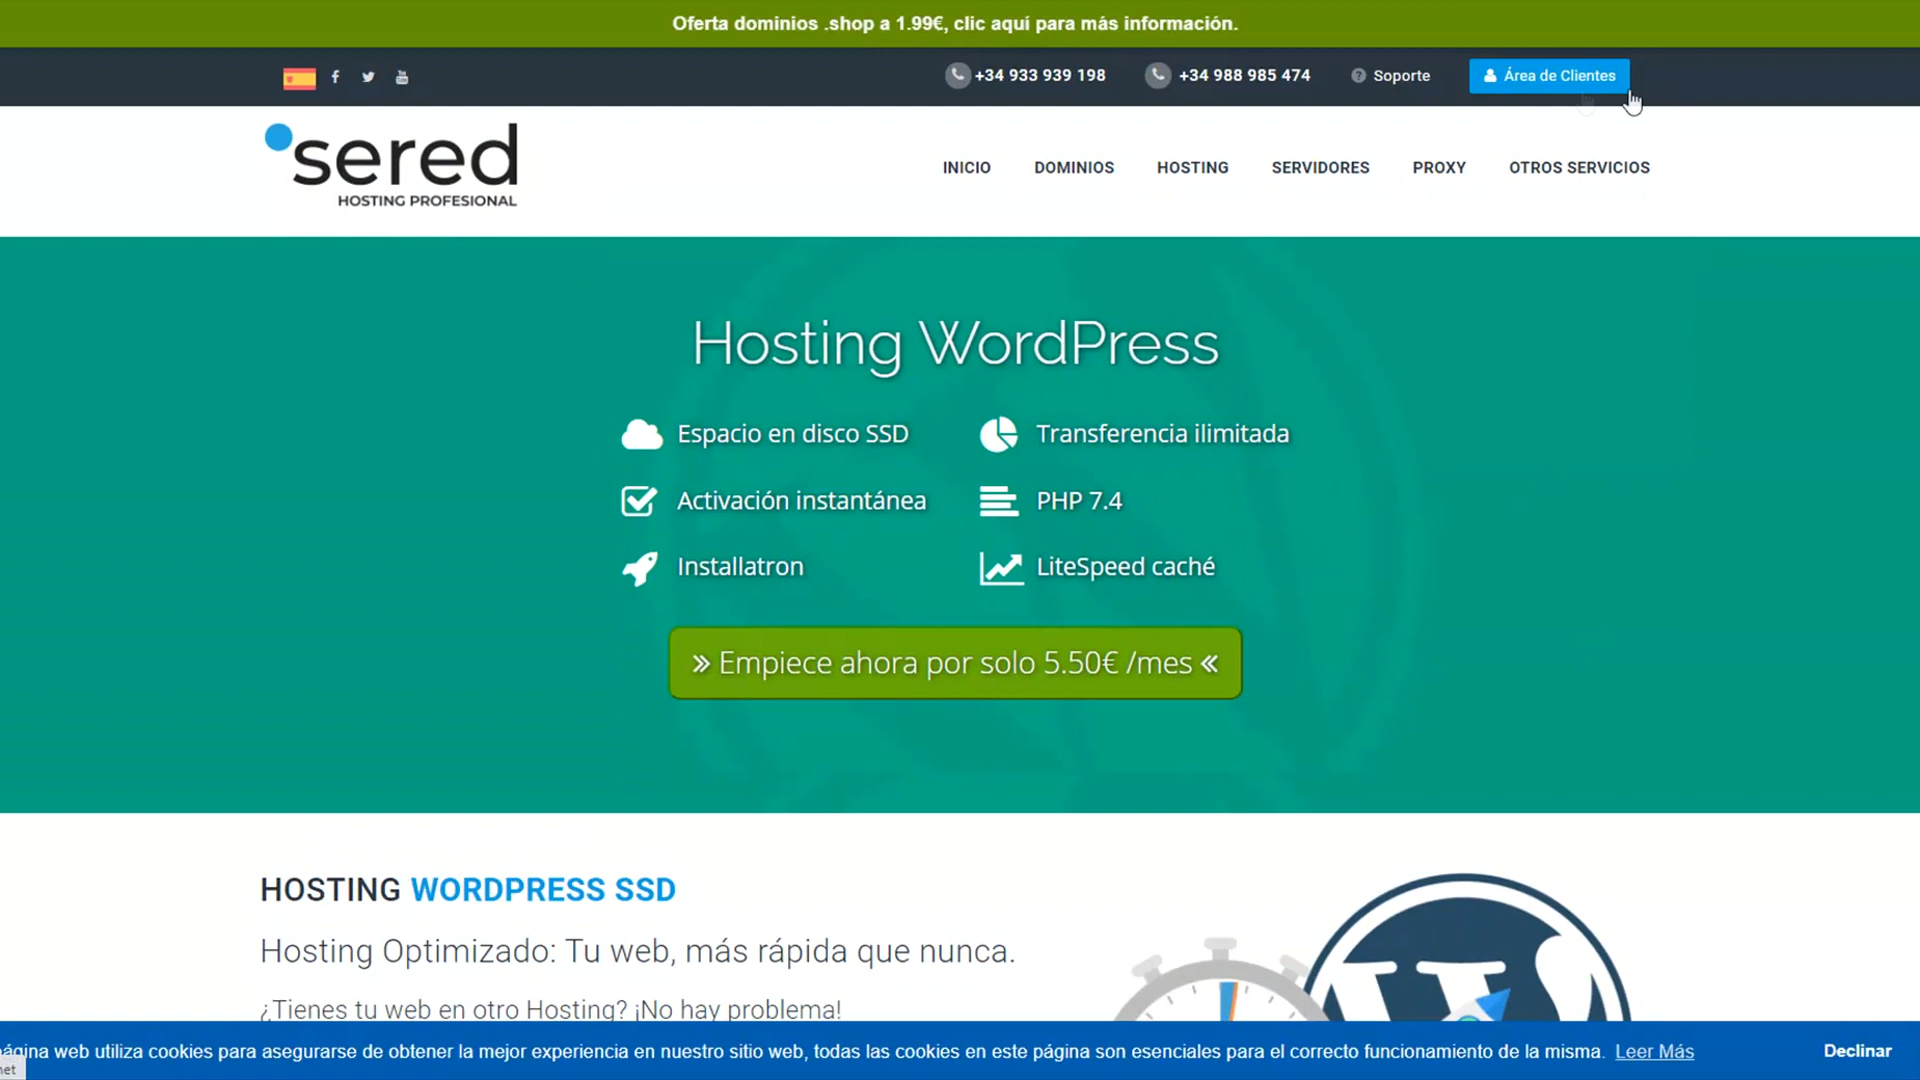 Oferta dominios .shop a 1.99€, clic aquí para más información.
+34 933 939 198 +34 988 985 474 Soporte Área de Clientes
sered
HOSTING PROFESIONAL
INICIO DOMINIOS HOSTING SERVIDORES PROXY OTROS SERVICIOS
Hosting WordPress
Espacio en disco SSD Transferencia ilimitada
Activación instantánea PHP 7.4
Installatron LiteSpeed caché
» Empiece ahora por solo 5.50€ /mes «
HOSTING WORDPRESS SSD
Hosting Optimizado: Tu web, más rápida que nunca.
¿Tienes tu web en otro Hosting? ¡No hay problema!
página web utiliza cookies para asegurarse de obtener la mejor experiencia en nuestro sitio web, todas las cookies en este página son esenciales para el correcto funcionamiento de la misma. Leer Más Declinar
net